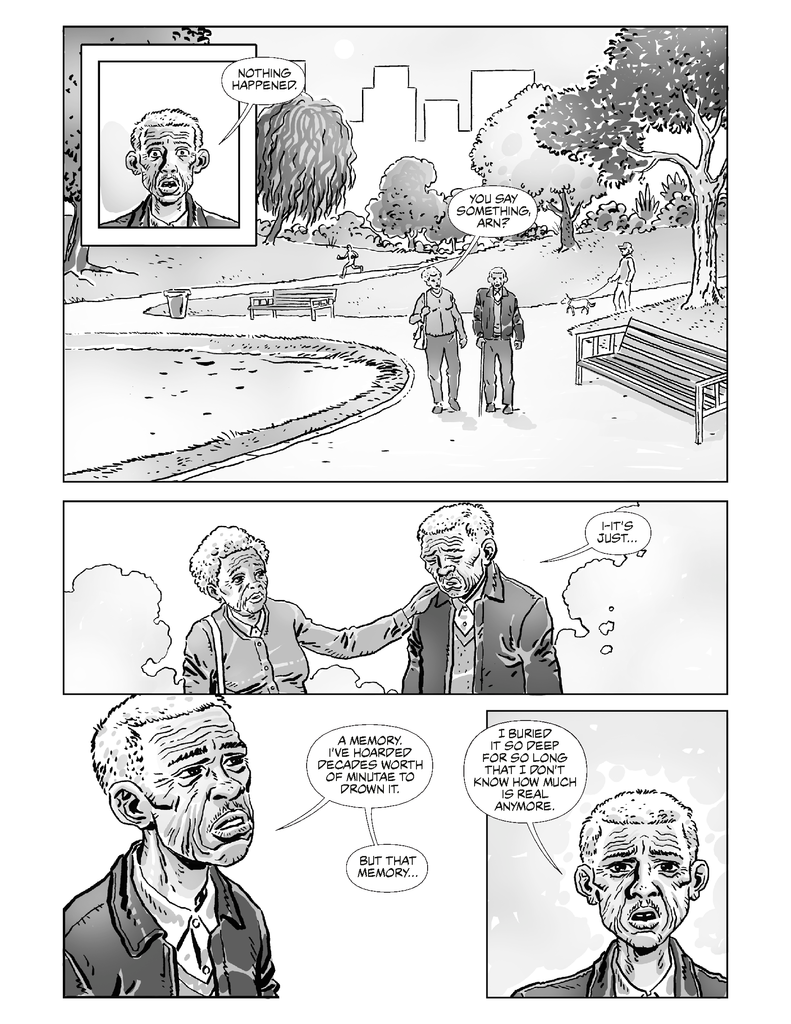 NOTHING
HAPPENED.
YOU SAY
SOMETHING,
ARN?
I-IT'S
JUST...
A MEMORY.
I'VE HOARDED
DECADES WORTH
OF MINUTAE TO
DROWN IT.
BUT THAT
MEMORY...
I BURIED
IT SO DEEP
FOR SO LONG
THAT I DON'T
KNOW HOW MUCH
IS REAL
ANYMORE.